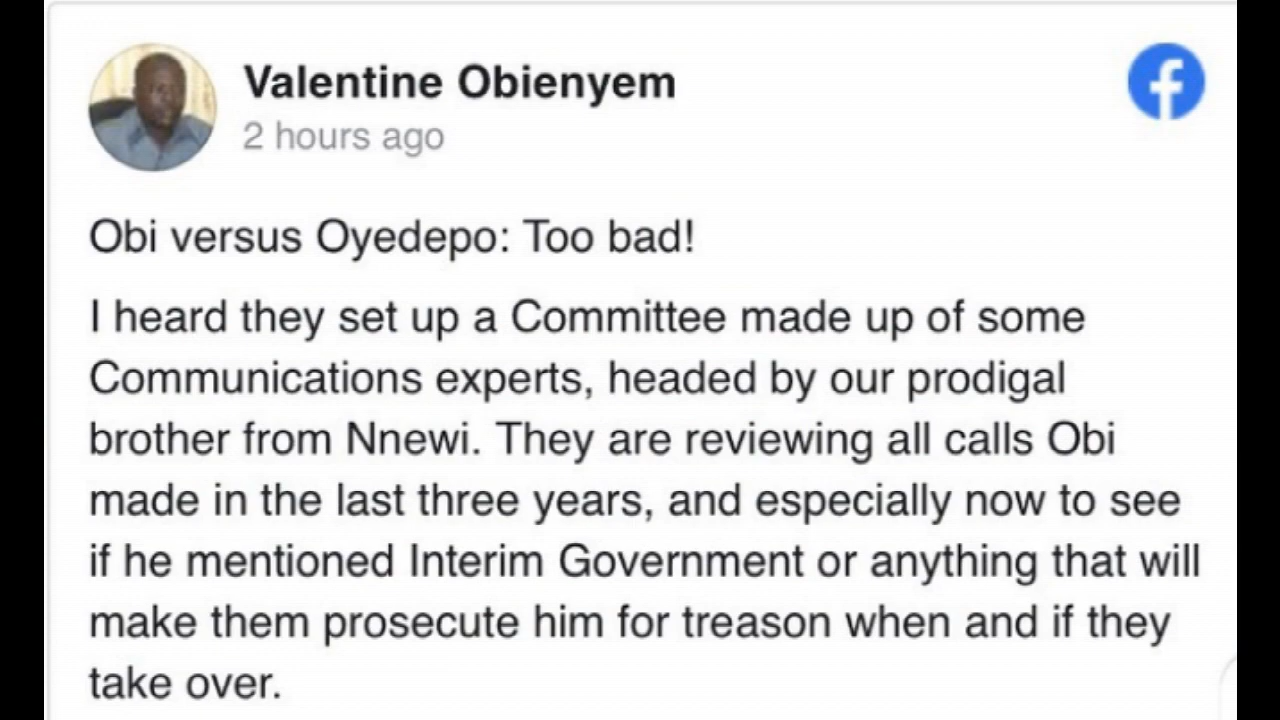 Valentine Obienyem
2 hours ago
Obi versus Oyedepo: Too bad!
I heard they set up a Committee made up of some
Communications experts, headed by our prodigal
brother from Nnewi. They are reviewing all calls Obi
made in the last three years, and especially now to see
if he mentioned Interim Government or anything that will
make them prosecute him for treason when and if they
take over.